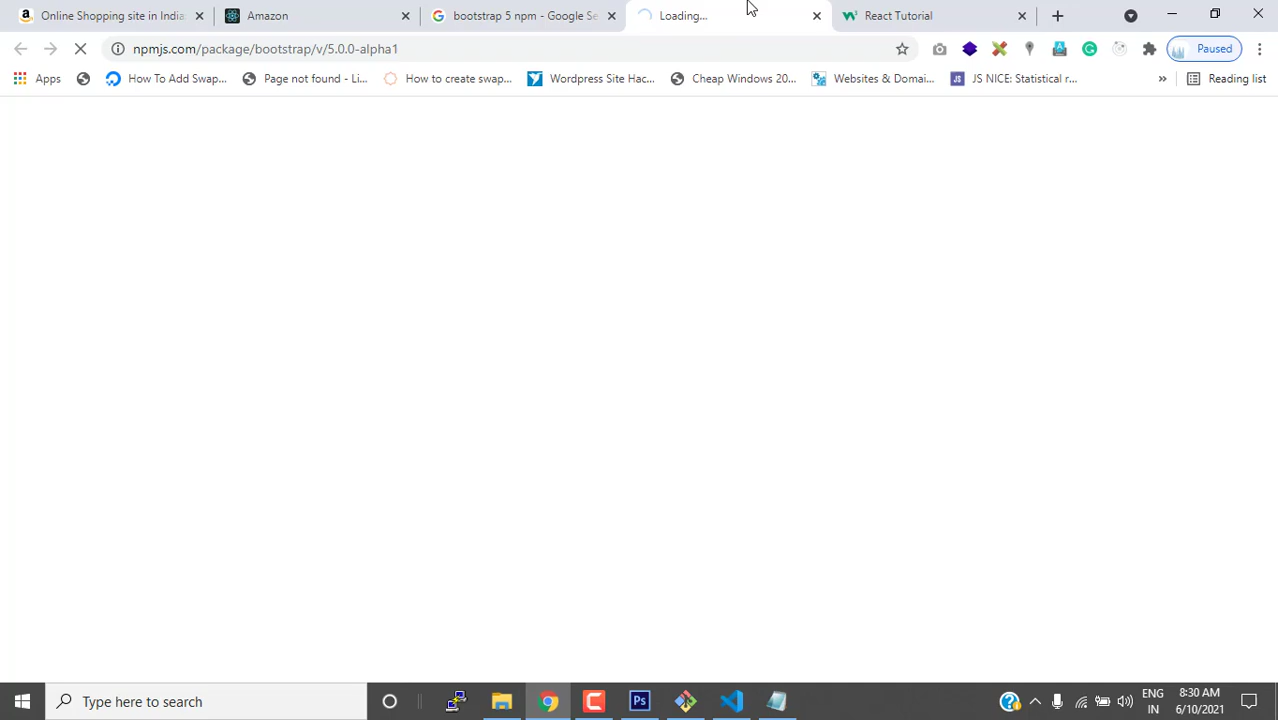 Online Shopping site in India
Amazon
bootstrap 5 npm - Google Se
Loading...
React Tutorial
npmjs.com/package/bootstrap/v/5.0.0-alpha1
Paused
Apps
How To Add Swap...
Page not found - Li...
How to create swap...
Wordpress Site Hac...
Cheap Windows 20...
Websites & Domai...
JS NICE: Statistical r...
Reading list
Type here to search
Ps
ENG
IN
8:30 AM
6/10/2021